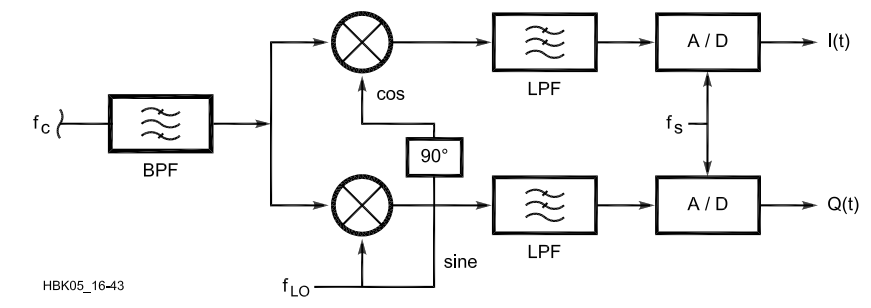 A / D
I(t)
cos
LPF
f_C
f_S
90°
BPF
A / D
Q(t)
sine
LPF
HBK05_16-43
f_LO